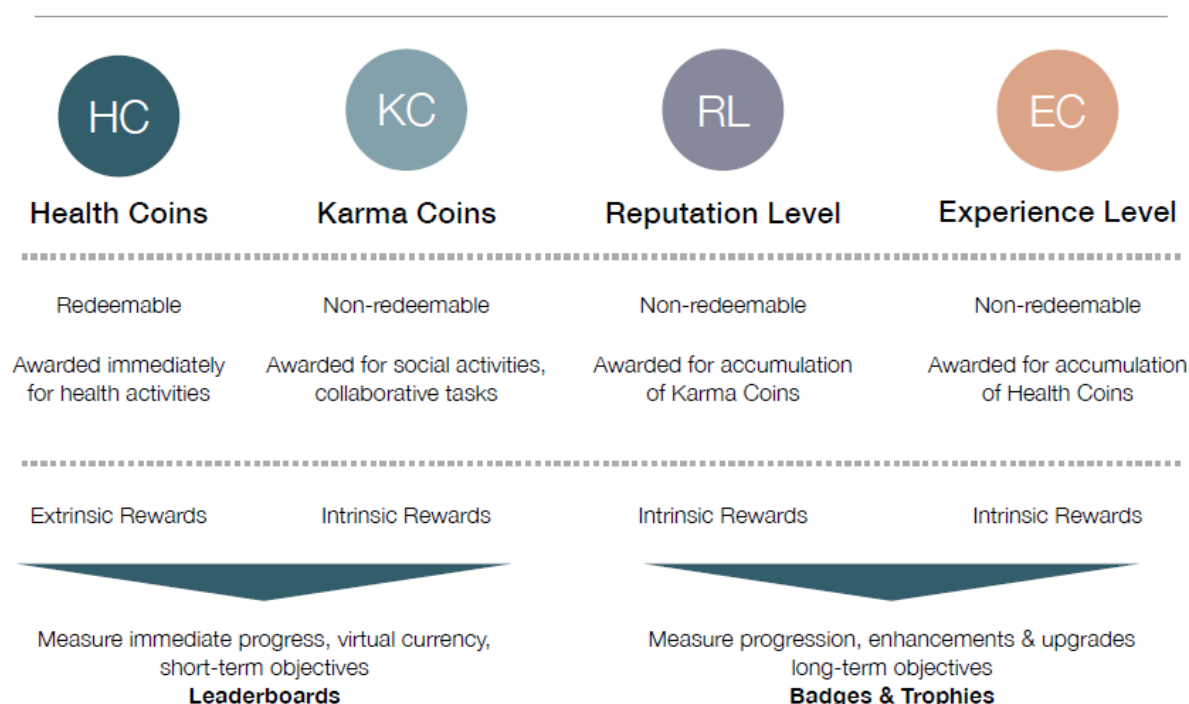 HC
KC
RL
EC
Health Coins
Karma Coins
Reputation Level
Experience Level
Redeemable
Non-redeemable
Non-redeemable
Non-redeemable
Awarded immediately
for health activities
Awarded for social activities,
collaborative tasks
Awarded for accumulation
of Karma Coins
Awarded for accumulation
of Health Coins
Extrinsic Rewards
Intrinsic Rewards
Intrinsic Rewards
Intrinsic Rewards
Measure immediate progress, virtual currency,
short-term objectives
Leaderboards
Measure progression, enhancements & upgrades
long-term objectives
Badges & Trophies